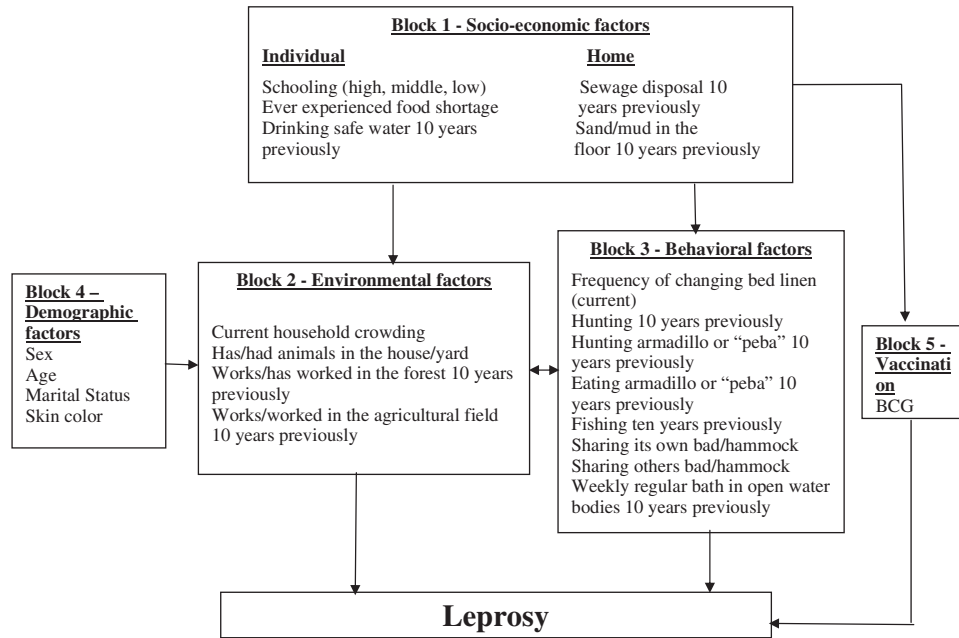 Block 1 - Socio-economic factors
Individual
Schooling (high, middle, low)
Ever experienced food shortage
Drinking safe water 10 years
previously
Home
Sewage disposal 10
years previously
Sand/mud in the
floor 10 years previously
Block 4 –
Demographic
factors
Sex
Age
Marital Status
Skin color
Block 2 - Environmental factors
Current household crowding
Has/had animals in the house/yard
Works/has worked in the forest 10 years
previously
Works/worked in the agricultural field
10 years previously
Block 3 - Behavioral factors
Frequency of changing bed linen
(current)
Hunting 10 years previously
Hunting armadillo or “peba” 10
years previously
Eating armadillo or “peba” 10
years previously
Fishing ten years previously
Sharing its own bad/hammock
Sharing others bad/hammock
Weekly regular bath in open water
bodies 10 years previously
Block 5 -
Vaccinati
on
BCG
Leprosy